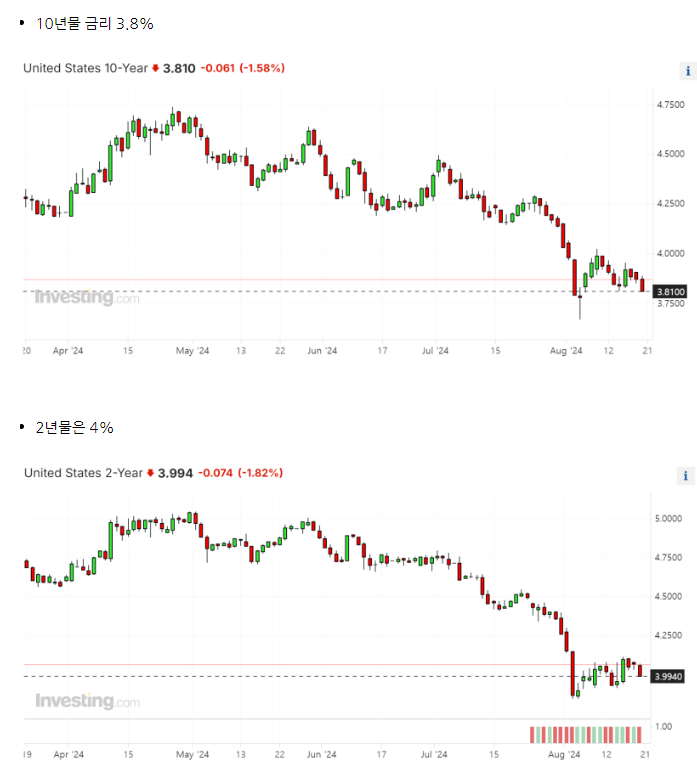 • 10년물 금리 3.8%
United States 10-Year 3.810 -0.061 (-1.58%)
i
4.7500
4.5000
4.2500
4.0000
3.8100
3.7500
Investing.com
20 Apr '24 15 May '24 13 22 Jun '24 17 Jul '24 15 Aug '24 12 21
• 2년물은 4%
United States 2-Year 3.994 -0.074 (-1.82%)
i
5.0000
4.7500
4.5000
4.2500
3.9940
Investing.com
1.00
19 Apr '24 15 May '24 13 22 Jun '24 17 Jul '24 15 Aug '24 12 21